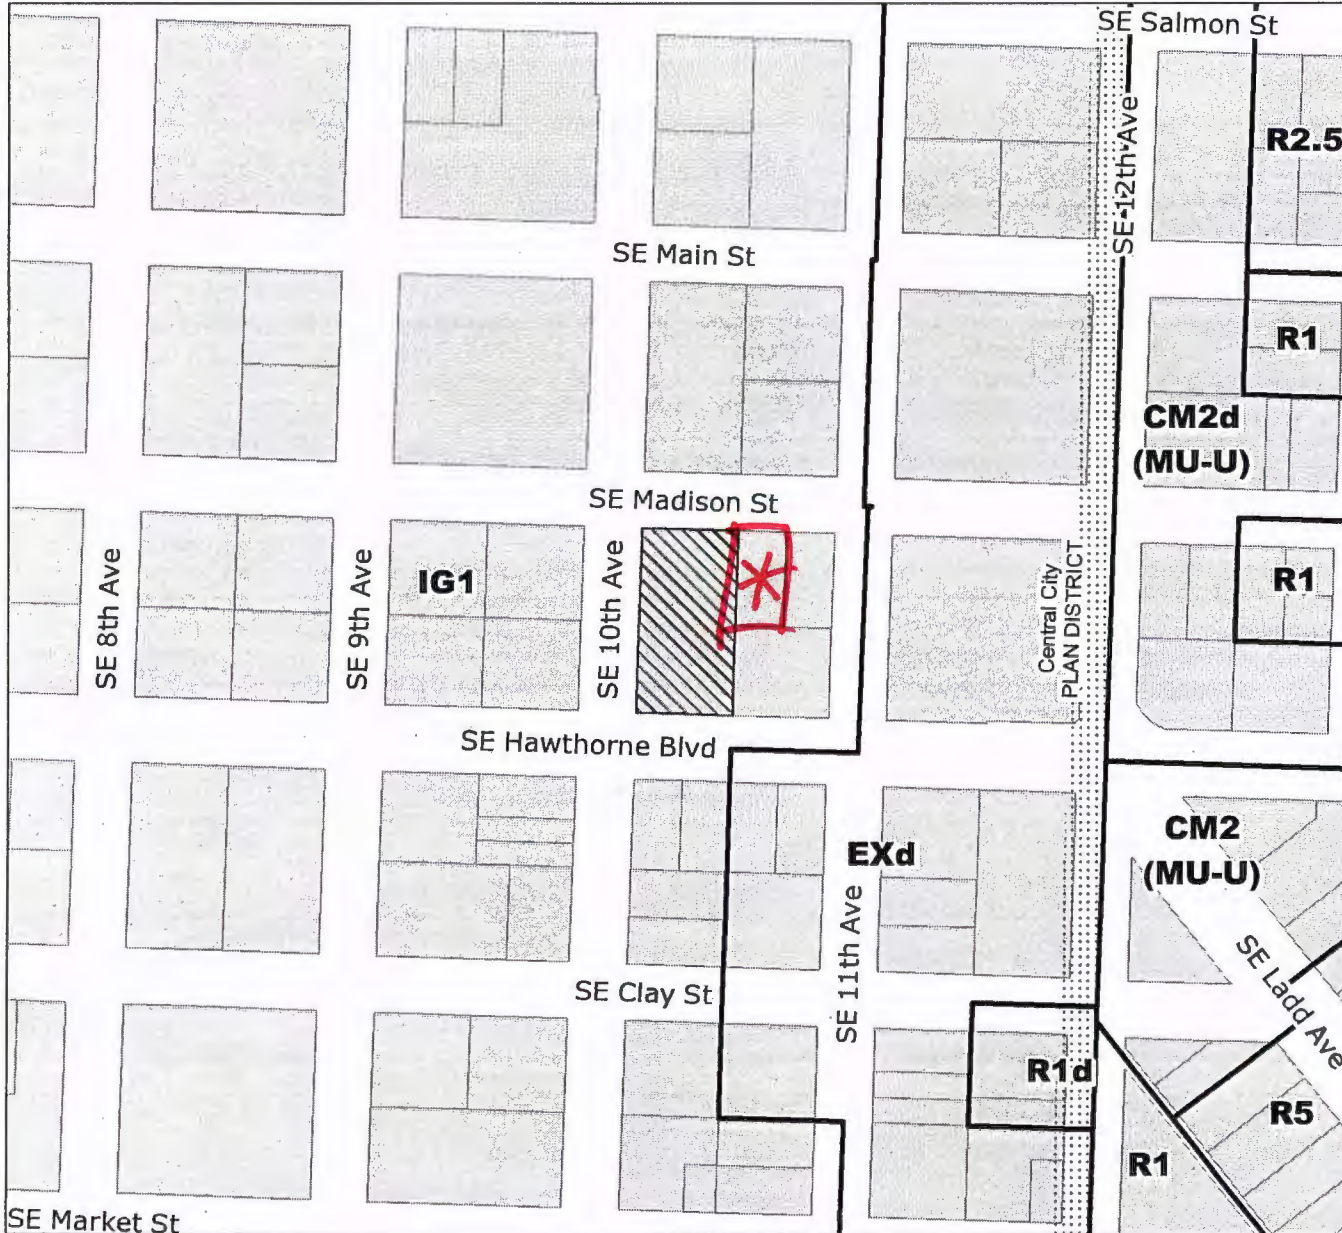 SE Salmon St
SE 12th Ave
R2.5
SE Main St
R1
CM2d
(MU-U)
SE Madison St
SE 8th Ave
SE 9th Ave
IG1
SE 10th Ave
*
Central City
PLAN DISTRICT
R1
SE Hawthorne Blvd
CM2
(MU-U)
EXd
SE 11th Ave
SE Ladd Ave
SE Clay St
R1d
R5
R1
SE Market St